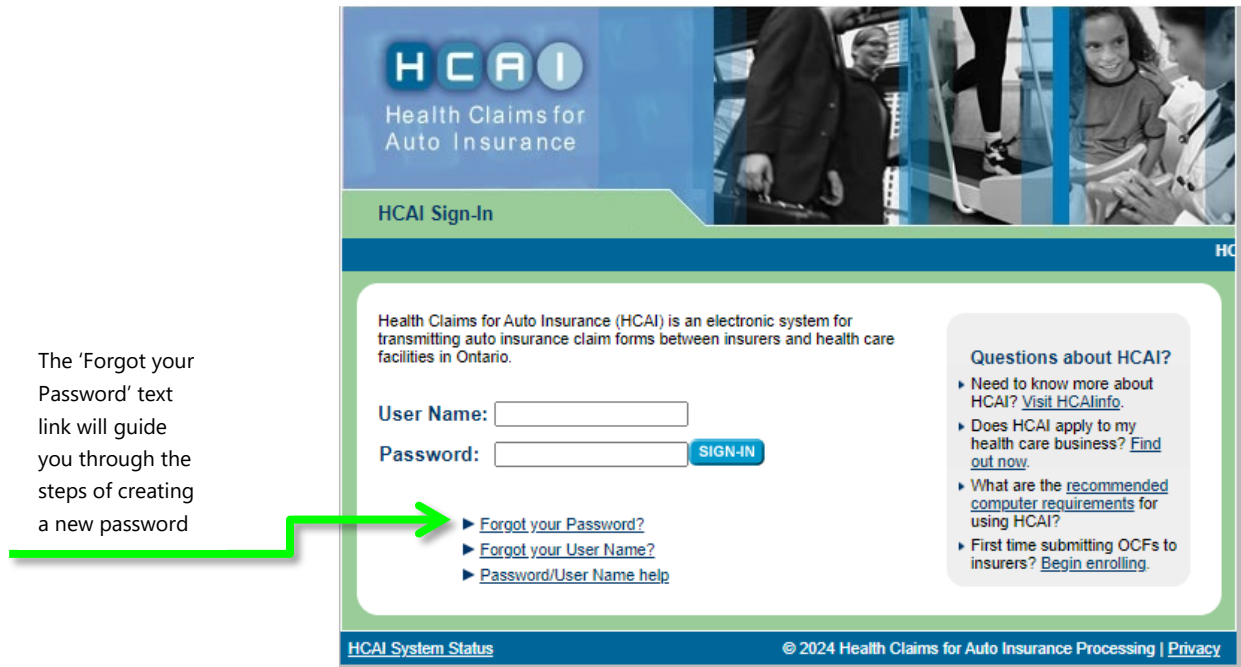 HCAI
Health Claims for
Auto Insurance
HCAI Sign-In
HC
The ‘Forgot your
Password’ text
link will guide
you through the
steps of creating
a new password
Health Claims for Auto Insurance (HCAI) is an electronic system for
transmitting auto insurance claim forms between insurers and health care
facilities in Ontario.
User Name:
Password:
SIGN-IN
► Forgot your Password?
► Forgot your User Name?
► Password/User Name help
Questions about HCAI?
Need to know more about
HCAI? Visit HCAIinfo.
Does HCAI apply to my
health care business? Find
out now.
What are the recommended
computer requirements for
using HCAI?
First time submitting OCFs to
insurers? Begin enrolling.
HCAI System Status
© 2024 Health Claims for Auto Insurance Processing | Privacy